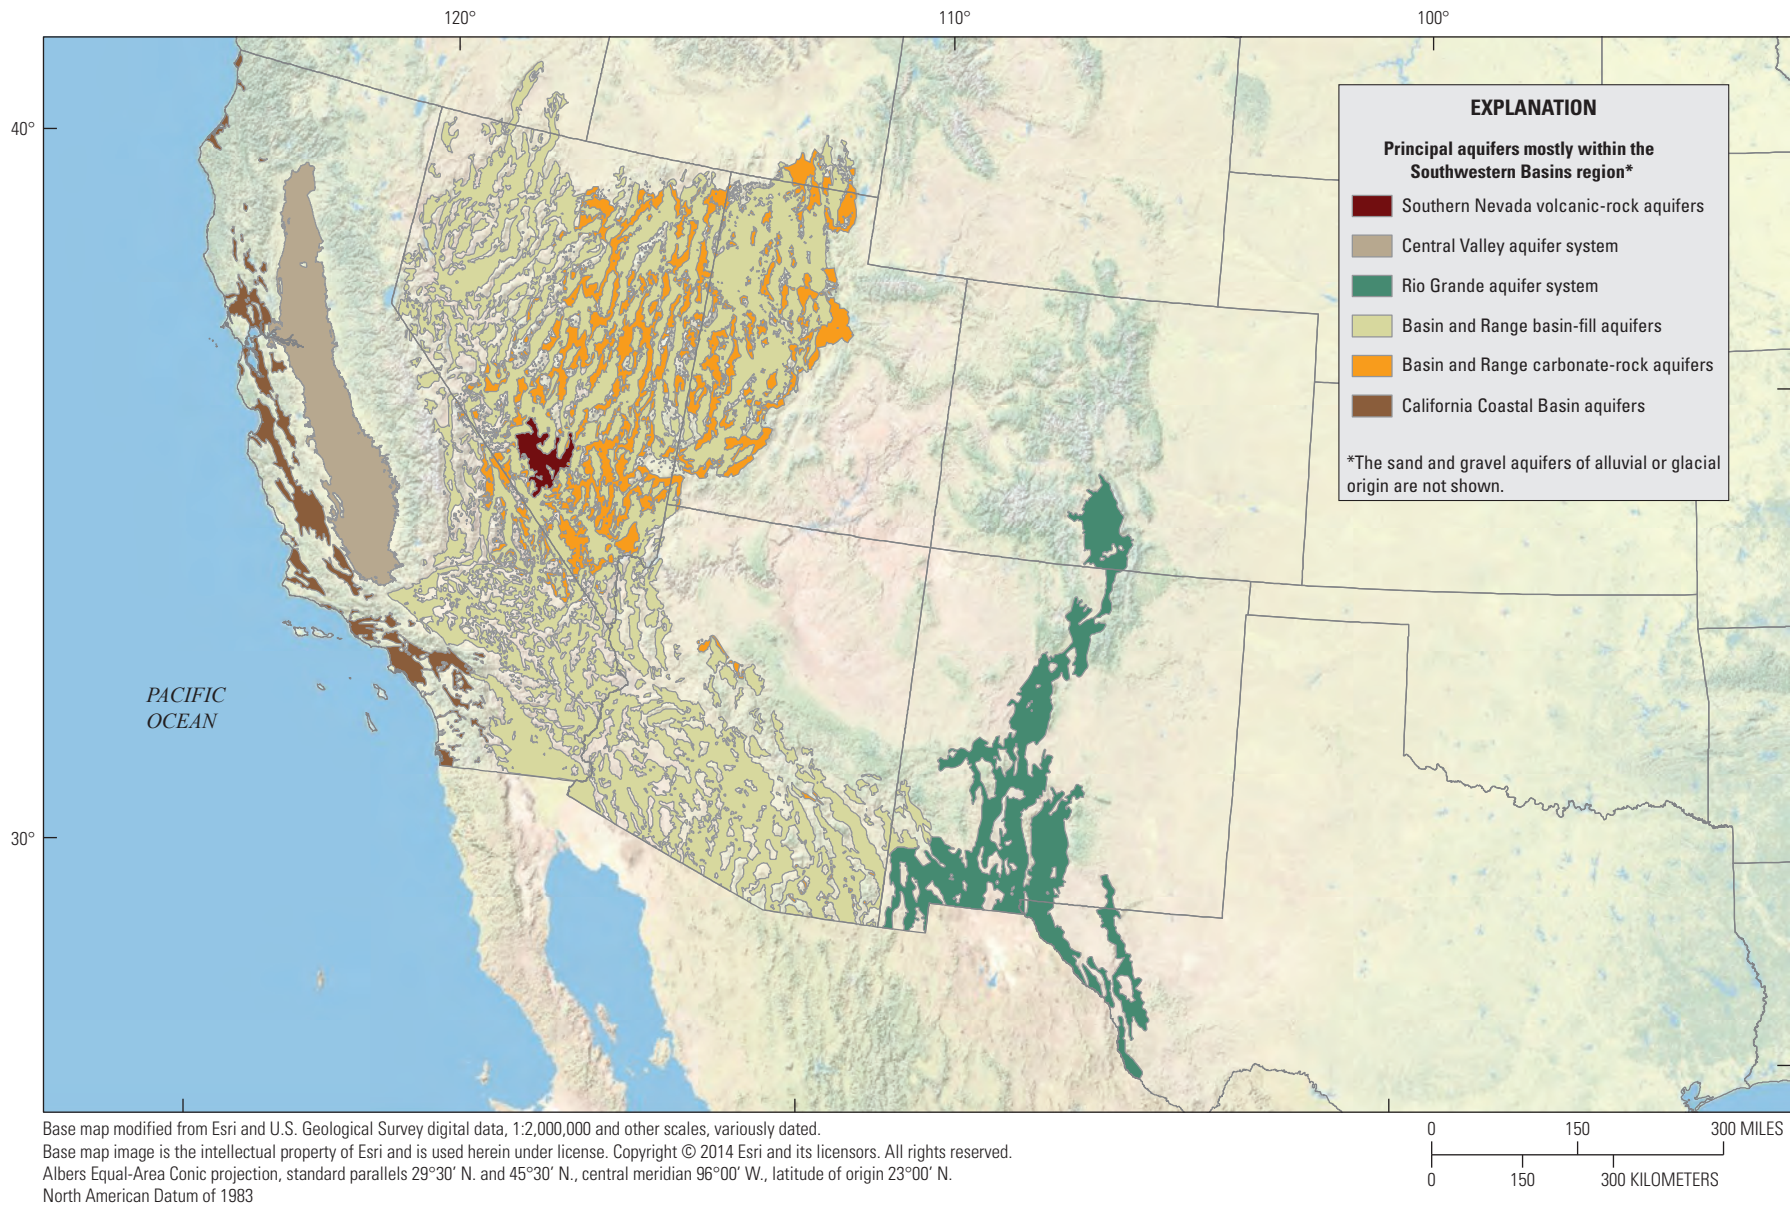 120°
110°
100°
40°
30°
EXPLANATION
Principal aquifers mostly within the
Southwestern Basins region*
Southern Nevada volcanic-rock aquifers
Central Valley aquifer system
Rio Grande aquifer system
Basin and Range basin-fill aquifers
Basin and Range carbonate-rock aquifers
California Coastal Basin aquifers
*The sand and gravel aquifers of alluvial or glacial
origin are not shown.
PACIFIC
OCEAN
Base map modified from Esri and U.S. Geological Survey digital data, 1:2,000,000 and other scales, variously dated.
Base map image is the intellectual property of Esri and is used herein under license. Copyright © 2014 Esri and its licensors. All rights reserved.
Albers Equal-Area Conic projection, standard parallels 29°30′ N. and 45°30′ N., central meridian 96°00′ W., latitude of origin 23°00′ N.
North American Datum of 1983
0 150 300 MILES
0 150 300 KILOMETERS